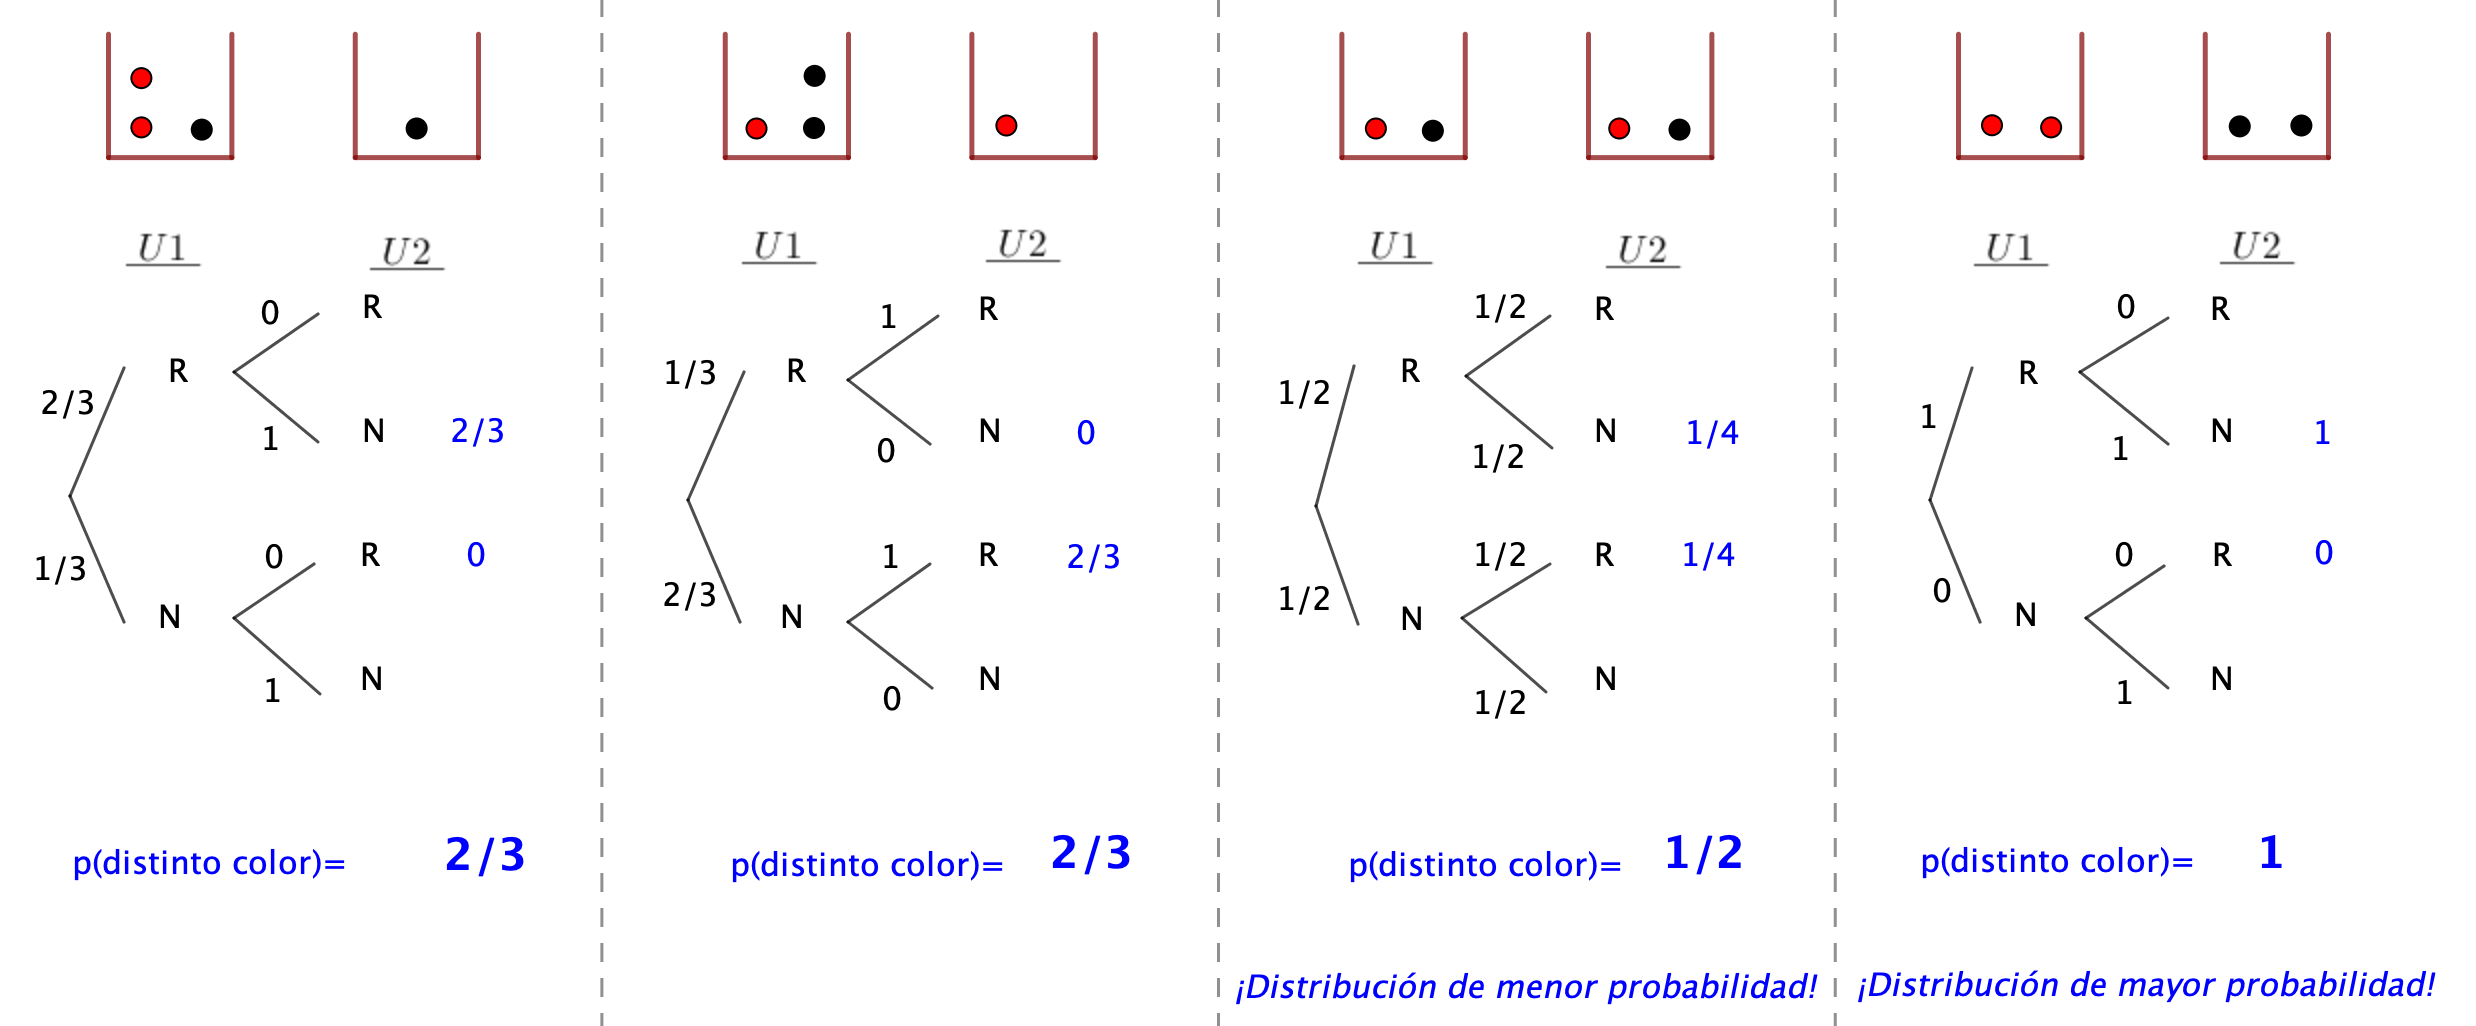 U1 U2
0 R
2/3 R
1 N 2/3
1/3 0 R 0
N
1 N
p(distinto color)= 2/3
U1 U2
1 R
1/3 R
0 N 0
1 R 2/3
2/3 N
0 N
p(distinto color)= 2/3
U1 U2
1/2 R
1/2 R
1/2 N 1/4
1/2 R 1/4
1/2 N
1/2 N
p(distinto color)= 1/2
¡Distribución de menor probabilidad!
U1 U2
0 R
1 R
1 N 1
0 R 0
0 N
1 N
p(distinto color)= 1
¡Distribución de mayor probabilidad!